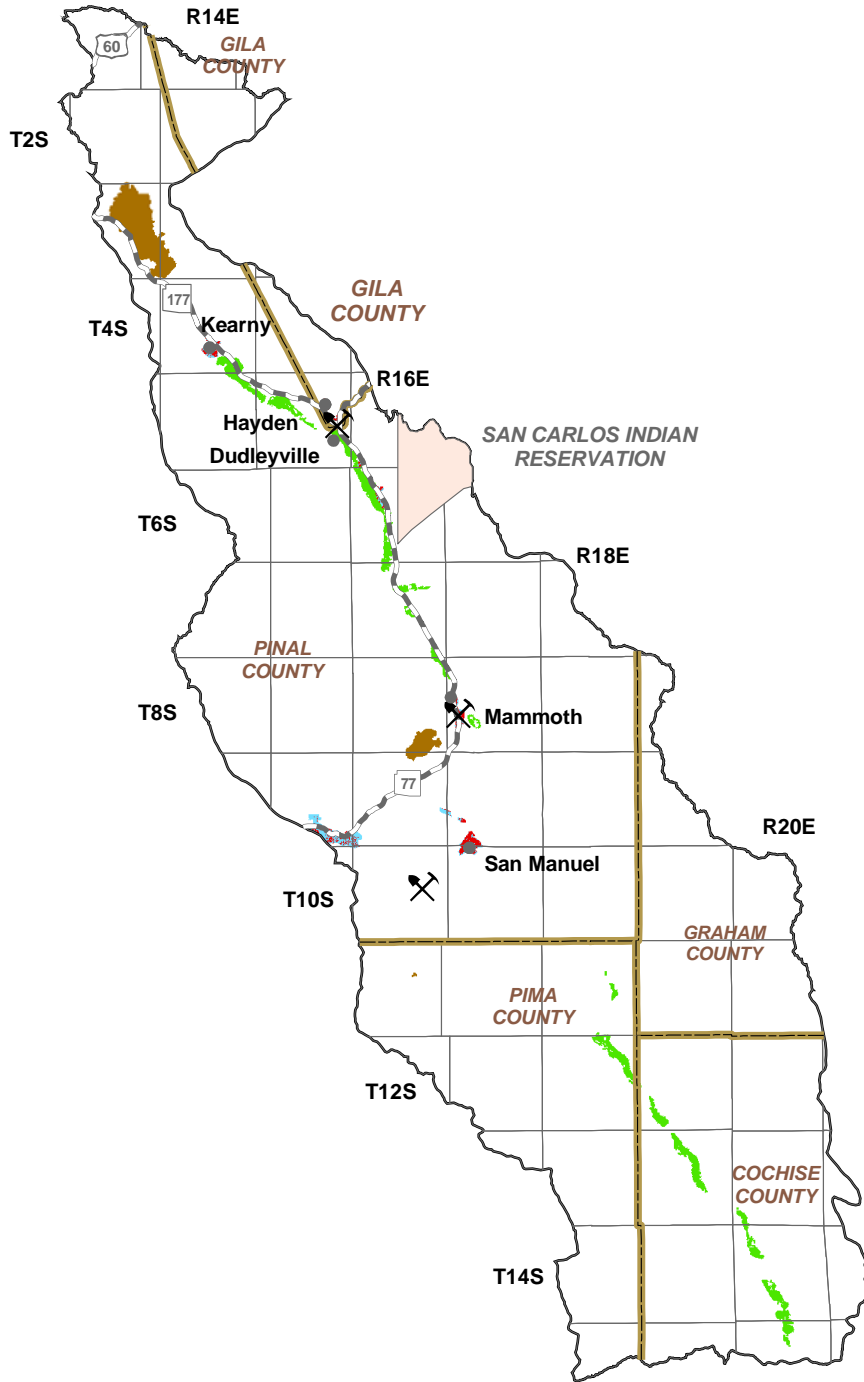 R14E
60
GILA
COUNTY
T2S
177
GILA
COUNTY
T4S
Kearny
R16E
Hayden
Dudleyville
SAN CARLOS INDIAN
RESERVATION
T6S
R18E
PINAL
COUNTY
T8S
Mammoth
77
R20E
San Manuel
T10S
GRAHAM
COUNTY
PIMA
COUNTY
T12S
COCHISE
COUNTY
T14S